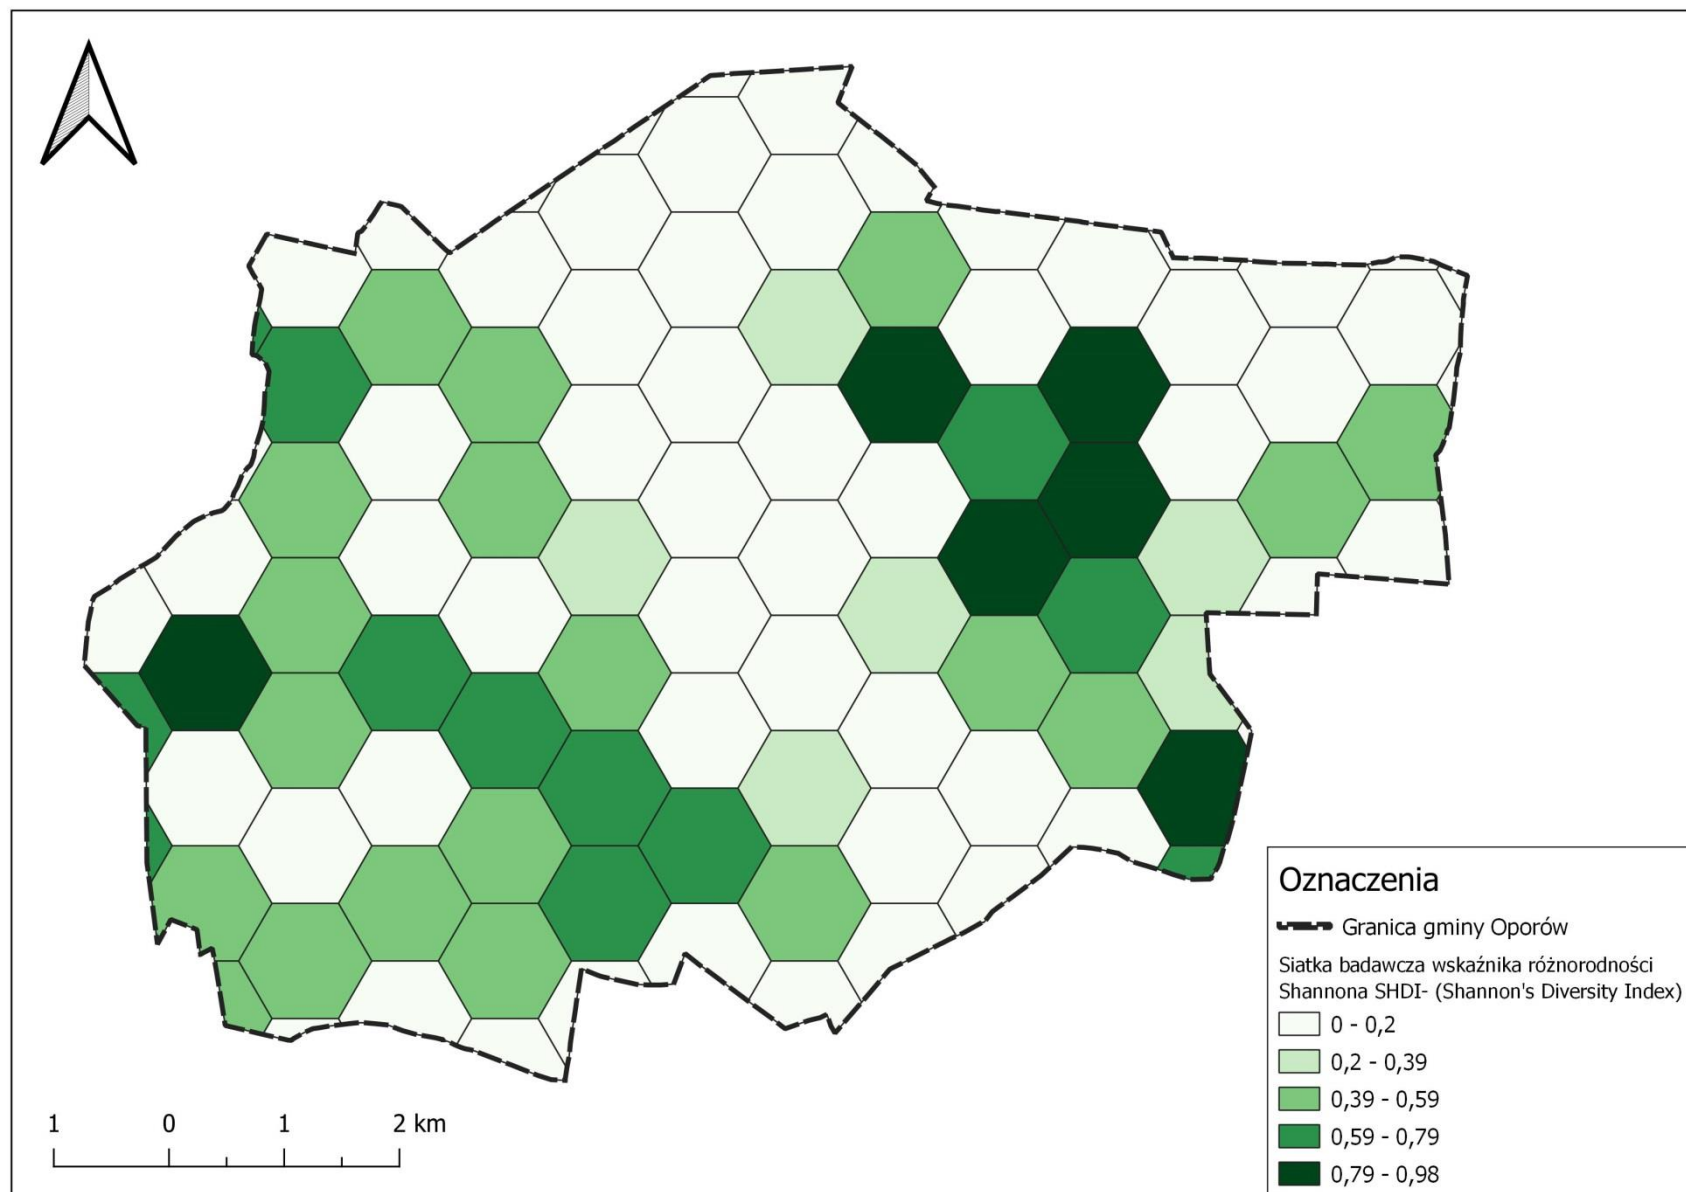 Oznaczenia
Granica gminy Oporów
Siatka badawcza wskaźnika różnorodności
Shannona SHDI- (Shannon's Diversity Index)
0 - 0,2
0,2 - 0,39
0,39 - 0,59
0,59 - 0,79
0,79 - 0,98
1 0 1 2 km